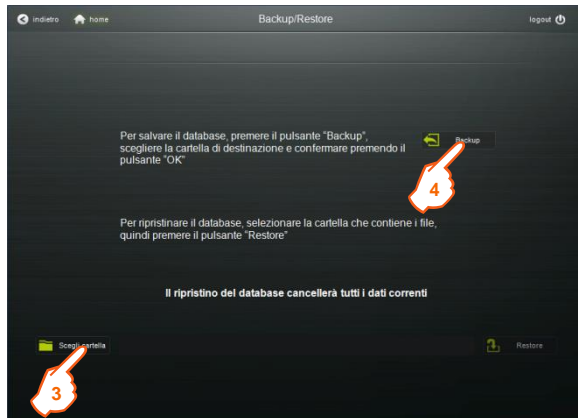 indietro home Backup/Restore logout
Per salvare il database, premere il pulsante "Backup",
scegliere la cartella di destinazione e confermare premendo il
pulsante "OK"
Backup
4
Per ripristinare il database, selezionare la cartella che contiene i file,
quindi premere il pulsante "Restore"
Il ripristino del database cancellerà tutti i dati correnti
Scegli cartella Restore
3